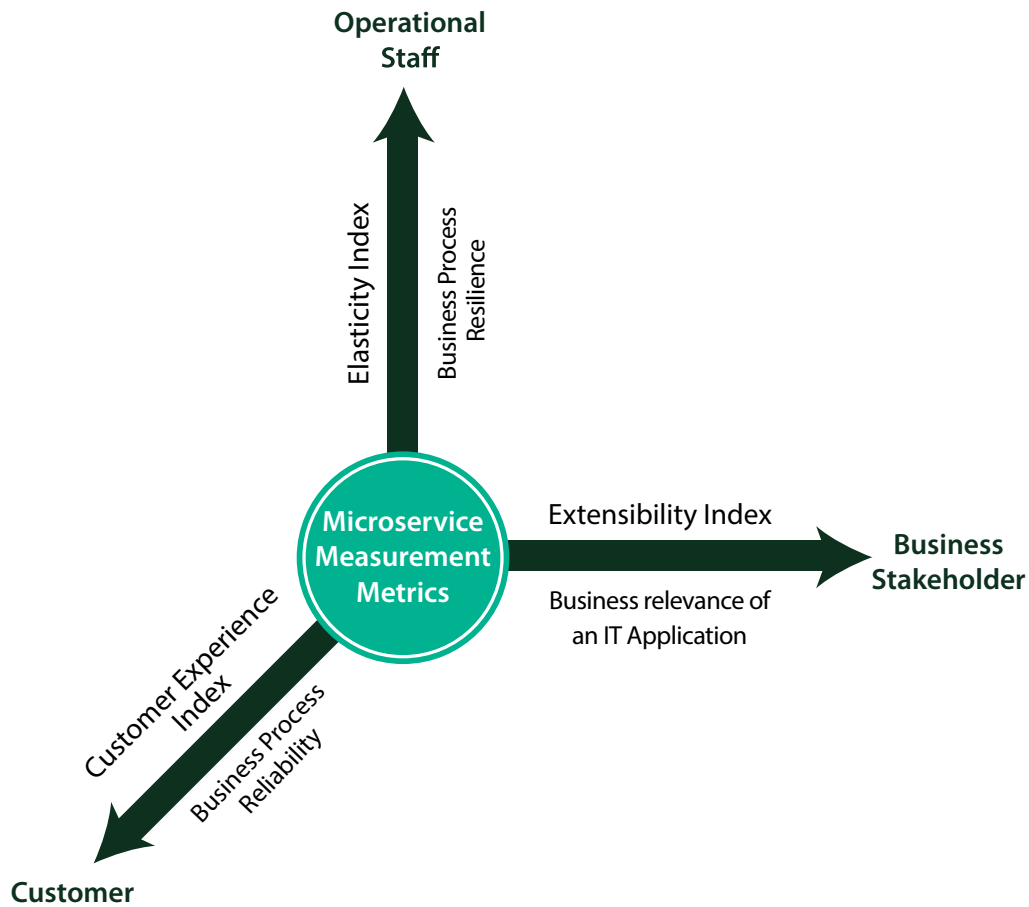 Operational
Staff
Elasticity Index
Business Process
Resilience
Microservice
Measurement
Metrics
Extensibility Index
Business relevance of
an IT Application
Business
Stakeholder
Customer Experience
Index
Business Process
Reliability
Customer